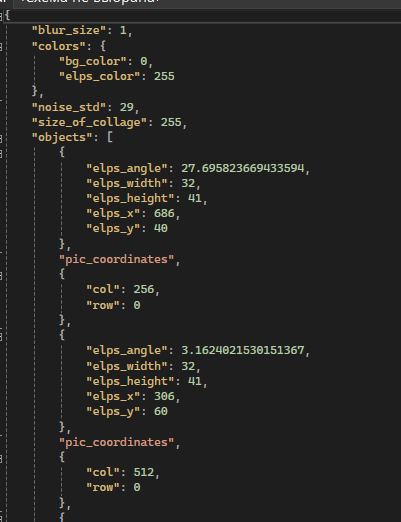 {
"blur_size": 1,
"colors": {
"bg_color": 0,
"elps_color": 255
},
"noise_std": 29,
"size_of_collage": 255,
"objects": [
{
"elps_angle": 27.695823669433594,
"elps_width": 32,
"elps_height": 41,
"elps_x": 686,
"elps_y": 40
},
"pic_coordinates",
{
"col": 256,
"row": 0
},
{
"elps_angle": 3.1624021530151367,
"elps_width": 32,
"elps_height": 41,
"elps_x": 306,
"elps_y": 60
},
"pic_coordinates",
{
"col": 512,
"row": 0
},
{